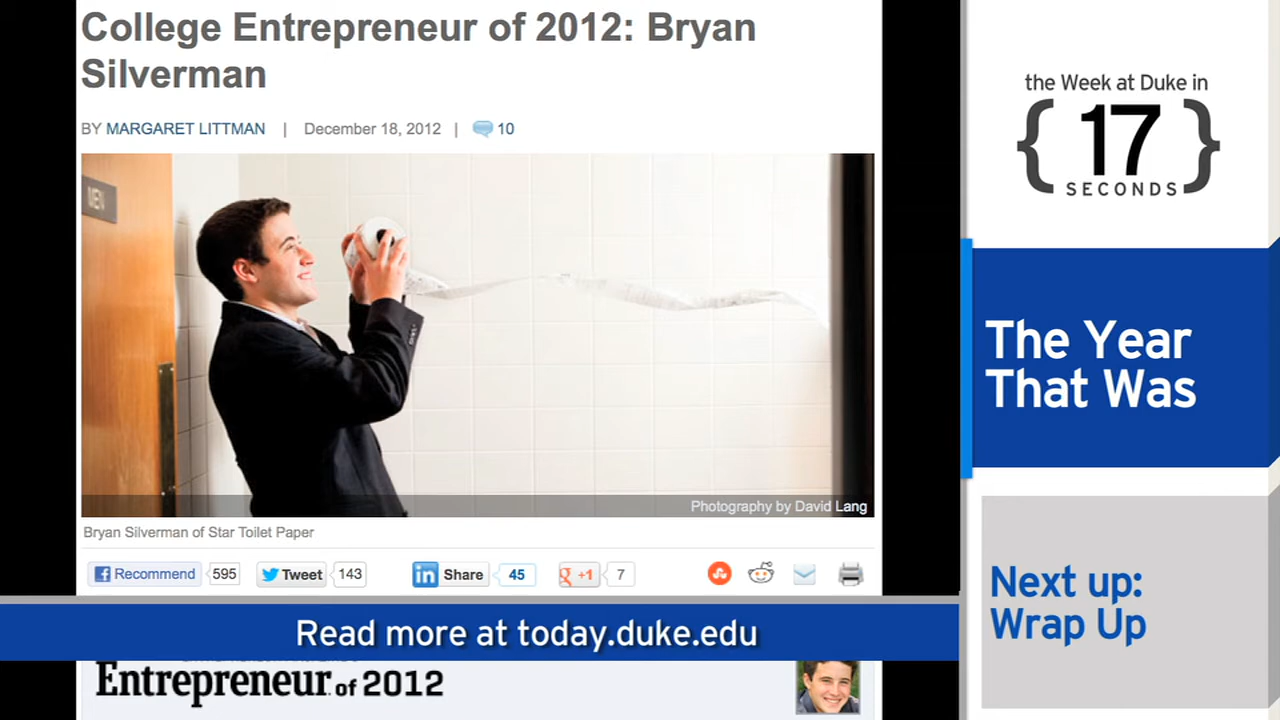 College Entrepreneur of 2012: Bryan
Silverman
BY MARGARET LITTMAN | December 18, 2012 | 10
MEN
Photography by David Lang
Bryan Silverman of Star Toilet Paper
Recommend 595 Tweet 143 in Share 45 g +1 7
Read more at today.duke.edu
Entrepreneur of 2012
the Week at Duke in
{ 17 }
SECONDS
The Year
That Was
Next up:
Wrap Up